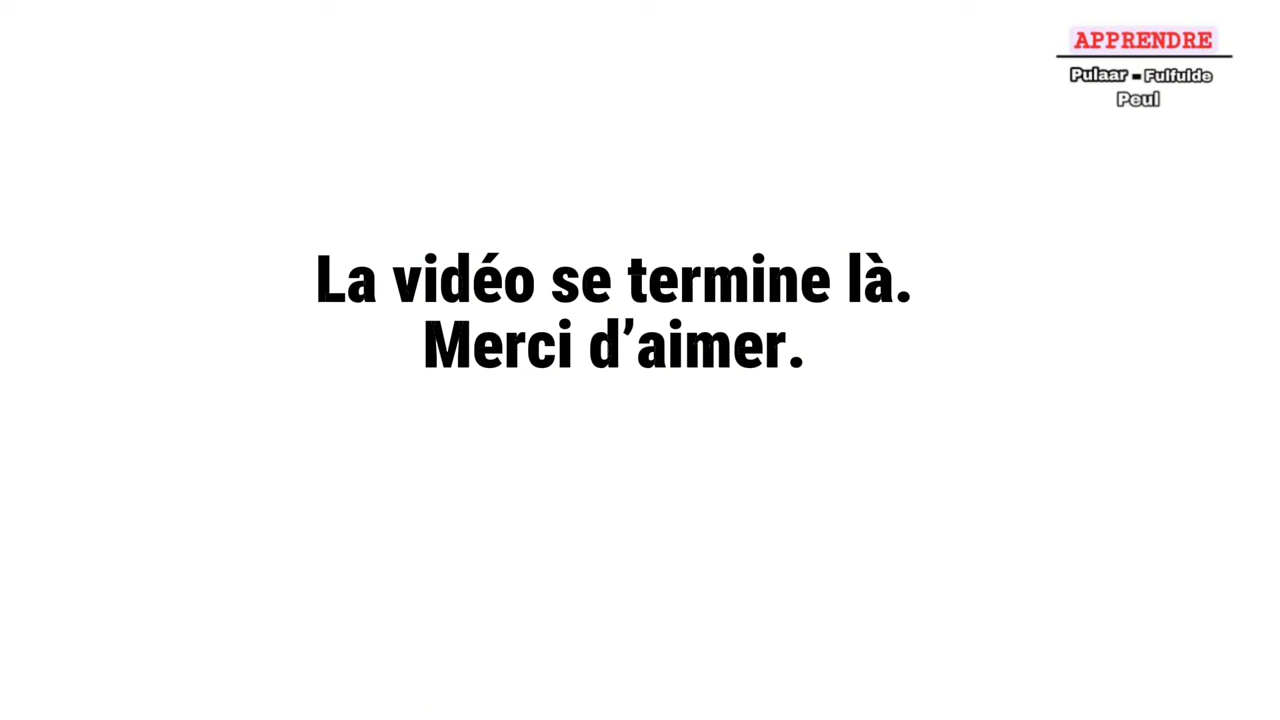 APPRENDRE
Pulaar - Fulfulde
Peul
La vidéo se termine là.
Merci d’aimer.